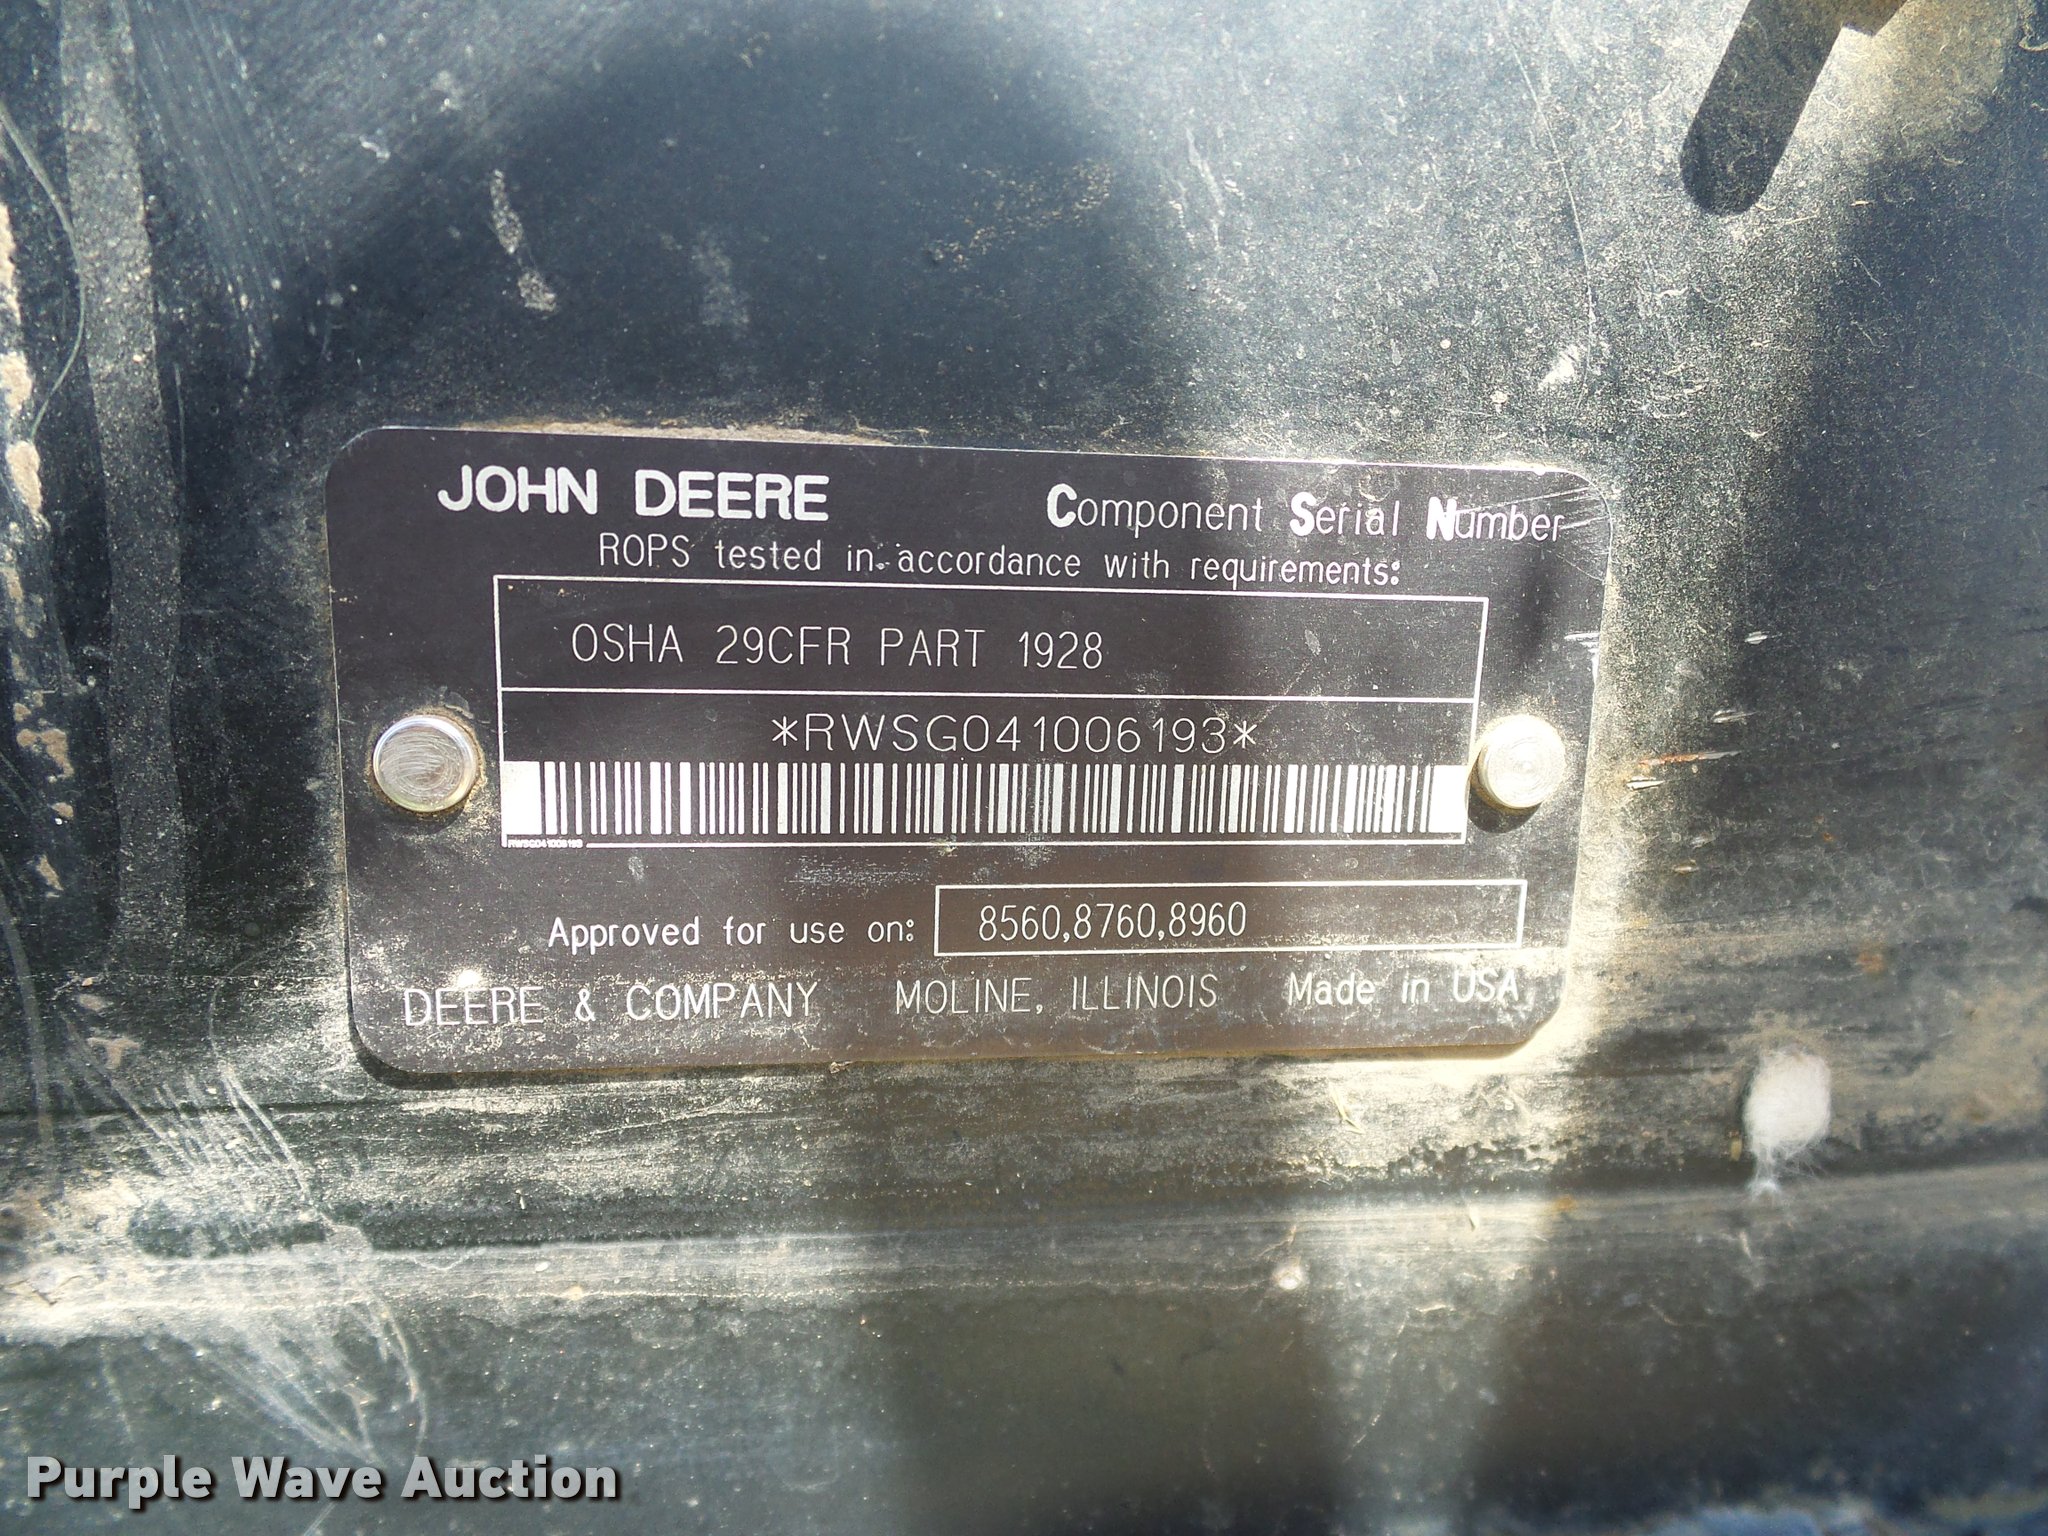 JOHN DEERE Component Serial Number
ROPS tested in accordance with requirements:
OSHA 29CFR PART 1928
*RWSG041006193*
RWSG041006193
Approved for use on: 8560,8760,8960
DEERE & COMPANY MOLINE, ILLINOIS Made in USA
Purple Wave Auction